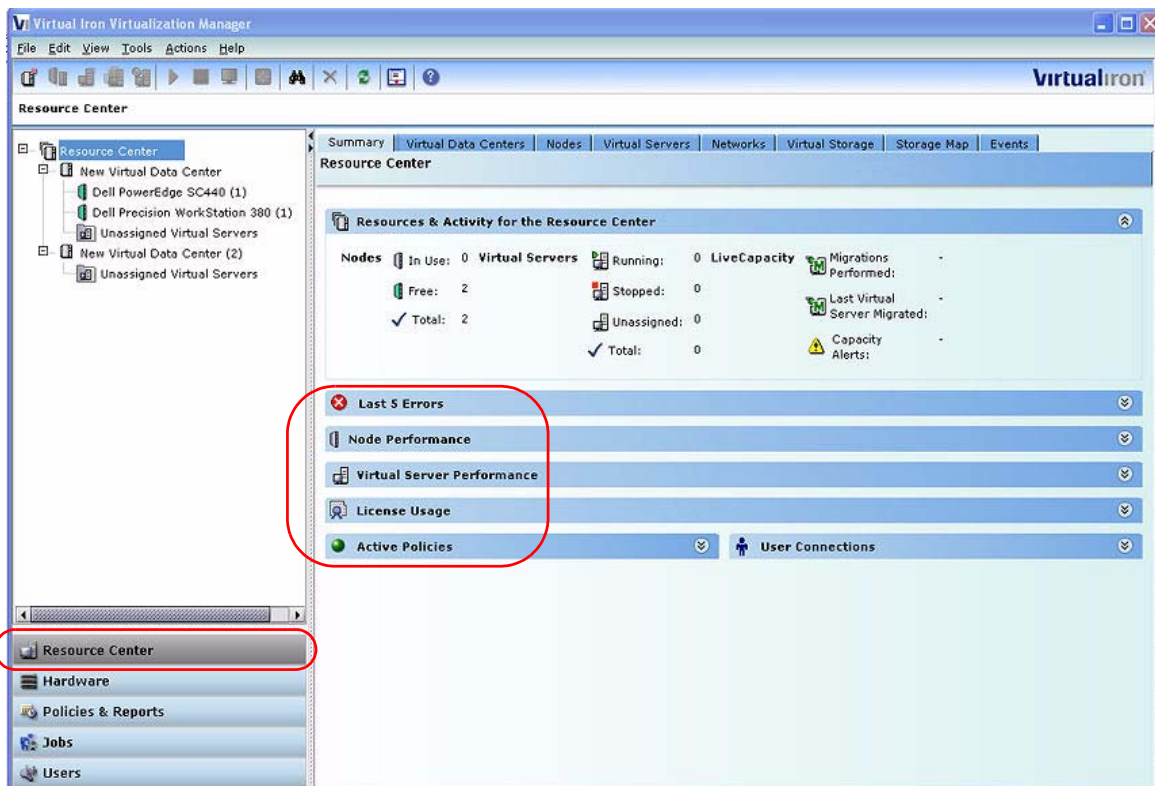 Virtual Iron Virtualization Manager
File Edit View Tools Actions Help
Virtualiron
Resource Center
Resource Center
New Virtual Data Center
Dell PowerEdge SC440 (1)
Dell Precision WorkStation 380 (1)
Unassigned Virtual Servers
New Virtual Data Center (2)
Unassigned Virtual Servers
Resource Center
Hardware
Policies & Reports
Jobs
Users
Summary Virtual Data Centers Nodes Virtual Servers Networks Virtual Storage Storage Map Events
Resource Center
Resources & Activity for the Resource Center
Nodes In Use: 0 Virtual Servers Running: 0 LiveCapacity Migrations Performed: -
Free: 2 Stopped: 0 Last Virtual Server Migrated: -
Total: 2 Unassigned: 0 Capacity Alerts: -
Total: 0
Last 5 Errors
Node Performance
Virtual Server Performance
License Usage
Active Policies User Connections